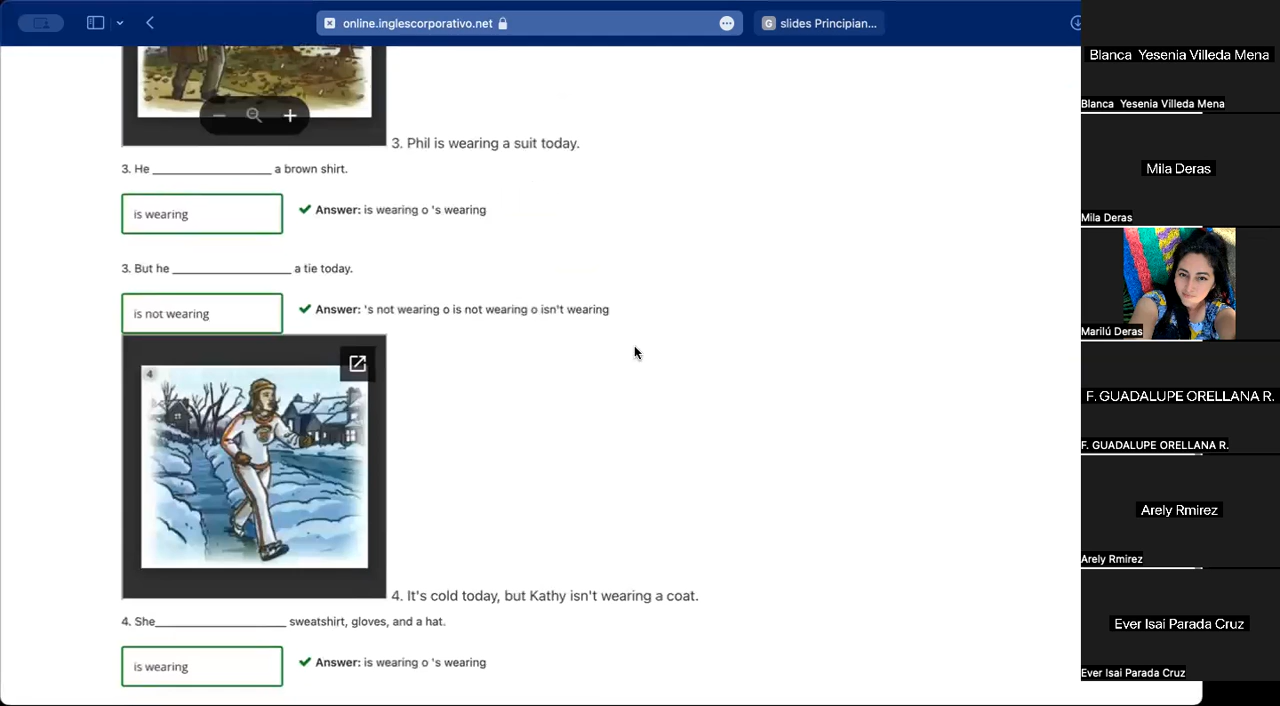 online.inglescorporativo.net
G slides Principian...
3. Phil is wearing a suit today.
3. He ____________________ a brown shirt.
is wearing
Answer: is wearing o 's wearing
3. But he ____________________ a tie today.
is not wearing
Answer: 's not wearing o is not wearing o isn't wearing
4
4. It's cold today, but Kathy isn't wearing a coat.
4. She______________________ sweatshirt, gloves, and a hat.
is wearing
Answer: is wearing o 's wearing
Blanca Yesenia Villeda Mena
Blanca Yesenia Villeda Mena
Mila Deras
Mila Deras
Marilú Deras
F. GUADALUPE ORELLANA R.
F. GUADALUPE ORELLANA R.
Arely Rmirez
Arely Rmirez
Ever Isai Parada Cruz
Ever Isai Parada Cruz